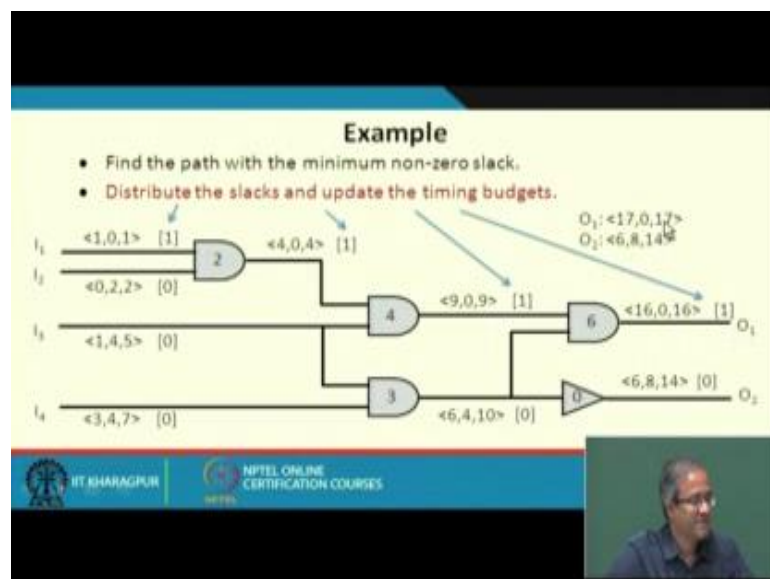 Example
• Find the path with the minimum non-zero slack.
• Distribute the slacks and update the timing budgets.
O₁: <17,0,17>
O₂: <6,8,14>
I₁ <1,0,1> [1]
2
<4,0,4> [1]
I₂ <0,2,2> [0]
4
<9,0,9> [1]
6
<16,0,16> [1] O₁
I₃ <1,4,5> [0]
3
0
<6,8,14> [0] O₂
I₄ <3,4,7> [0]
<6,4,10> [0]
IIT KHARAGPUR
NPTEL
NPTEL ONLINE
CERTIFICATION COURSES